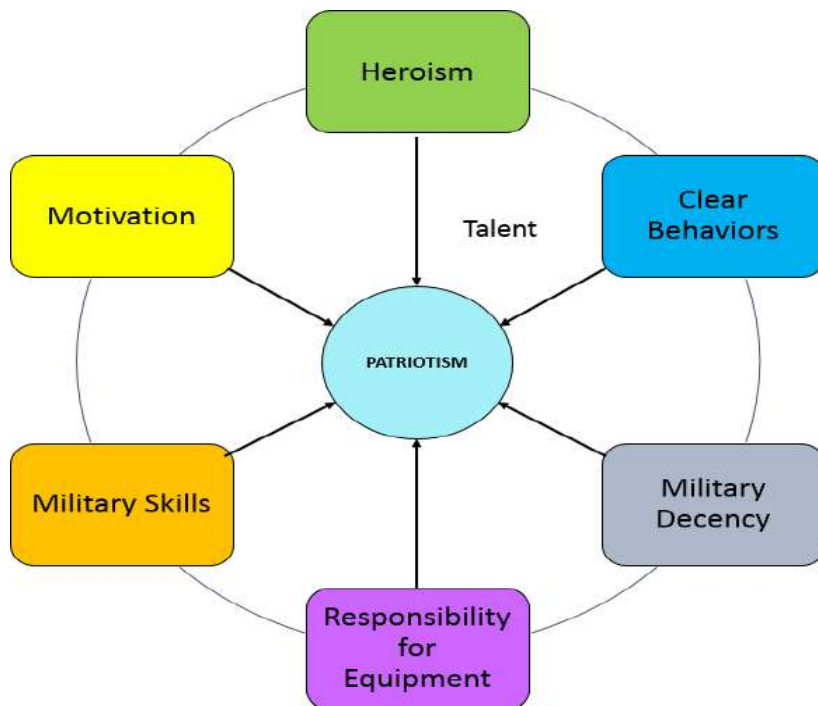 Heroism
Motivation
Clear
Behaviors
Talent
PATRIOTISM
Military Skills
Military
Decency
Responsibility
for
Equipment